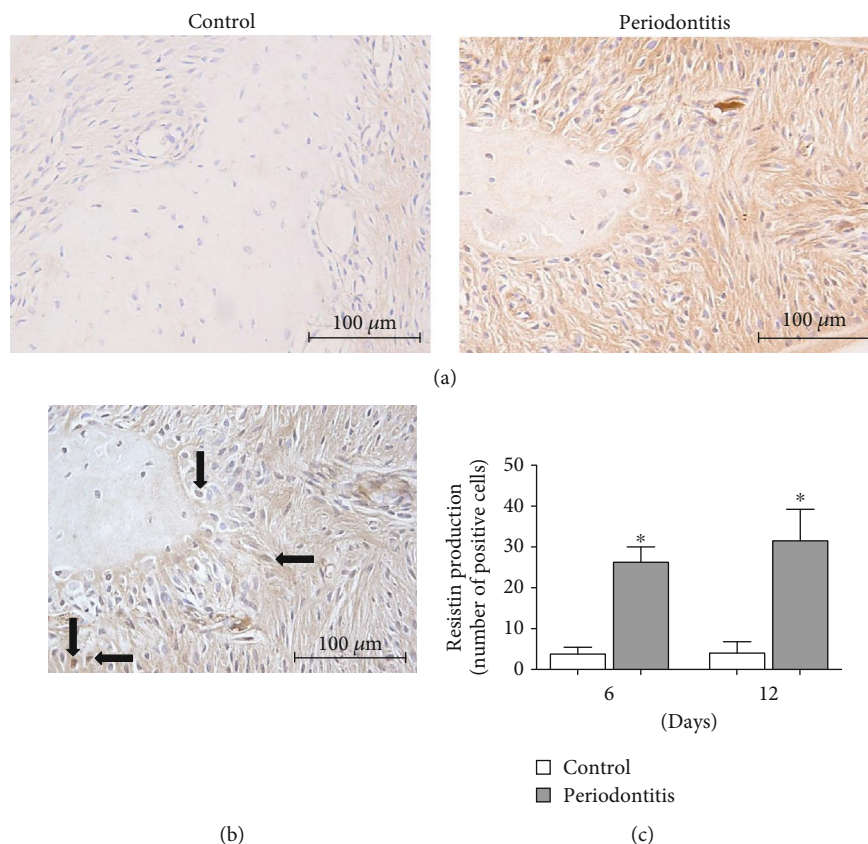 Control
Periodontitis
100 μm
100 μm
(a)
100 μm
(b)
Resistin production
(number of positive cells)
50
40
30
20
10
0
*
*
6
12
(Days)
Control
Periodontitis
(c)